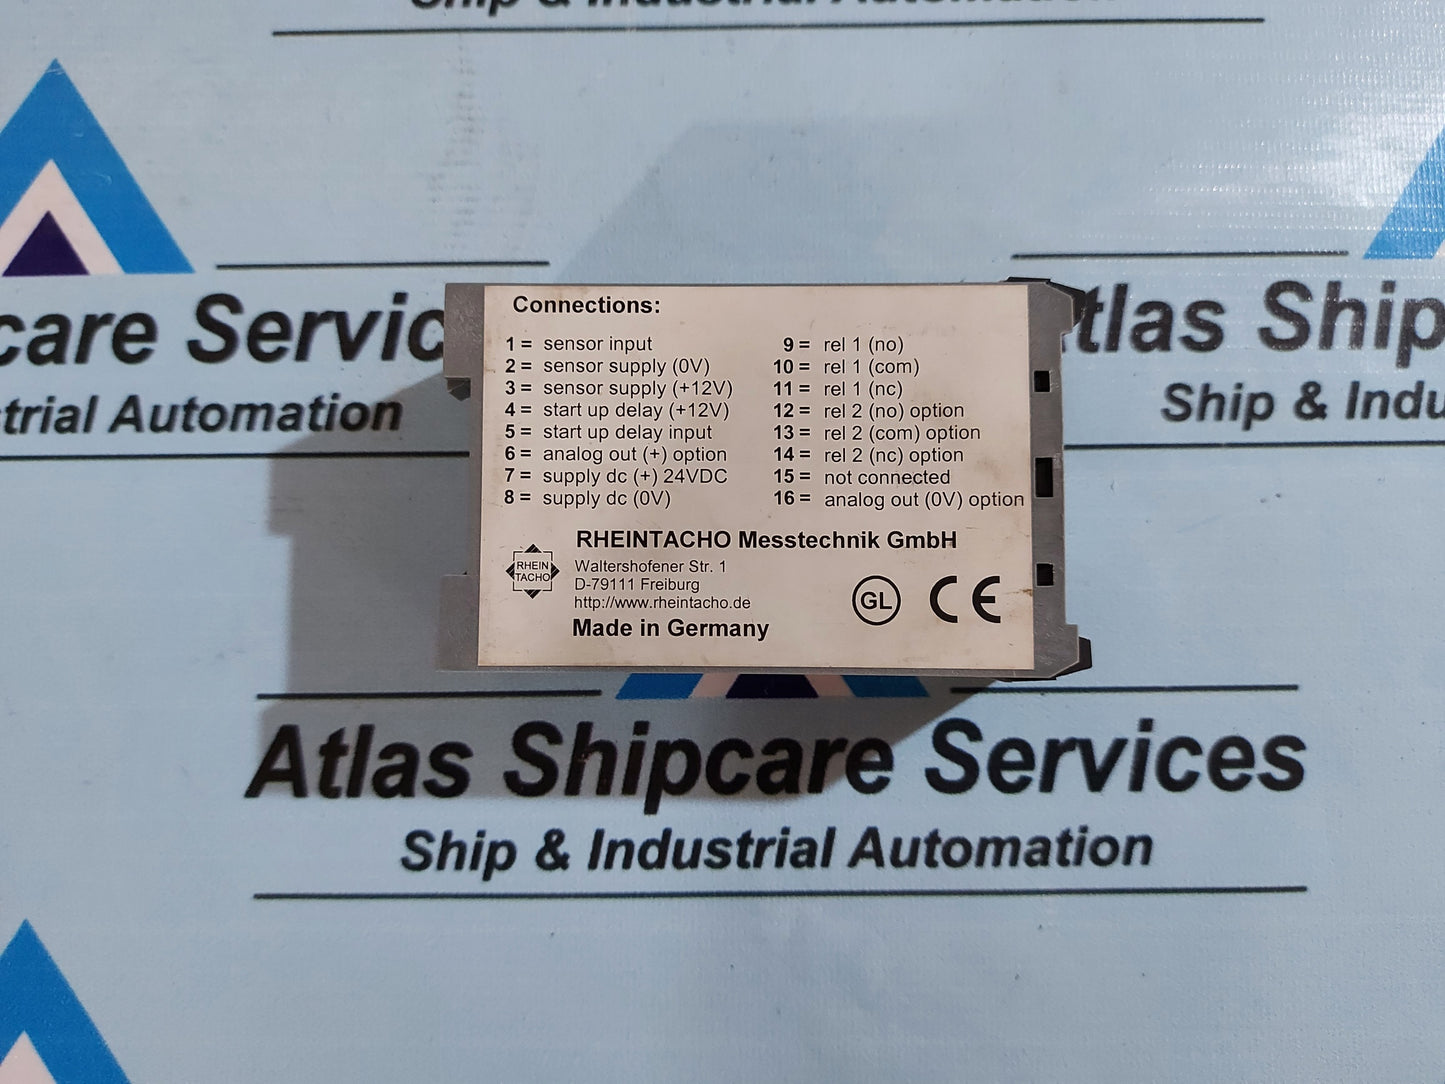 Ship & Industrial Automation
care Servic
strial Automation
Atlas Shipc
Ship & Indu
Connections:
1 = sensor input
2 = sensor supply (0V)
3 = sensor supply (+12V)
4 = start up delay (+12V)
5 = start up delay input
6 = analog out (+) option
7 = supply dc (+) 24VDC
8 = supply dc (0V)
9 = rel 1 (no)
10 = rel 1 (com)
11 = rel 1 (nc)
12 = rel 2 (no) option
13 = rel 2 (com) option
14 = rel 2 (nc) option
15 = not connected
16 = analog out (0V) option
RHEINTACHO Messtechnik GmbH
RHEIN
TACHO
Waltershofener Str. 1
D-79111 Freiburg
http://www.rheintacho.de
Made in Germany
GL CE
Atlas Shipcare Services
Ship & Industrial Automation